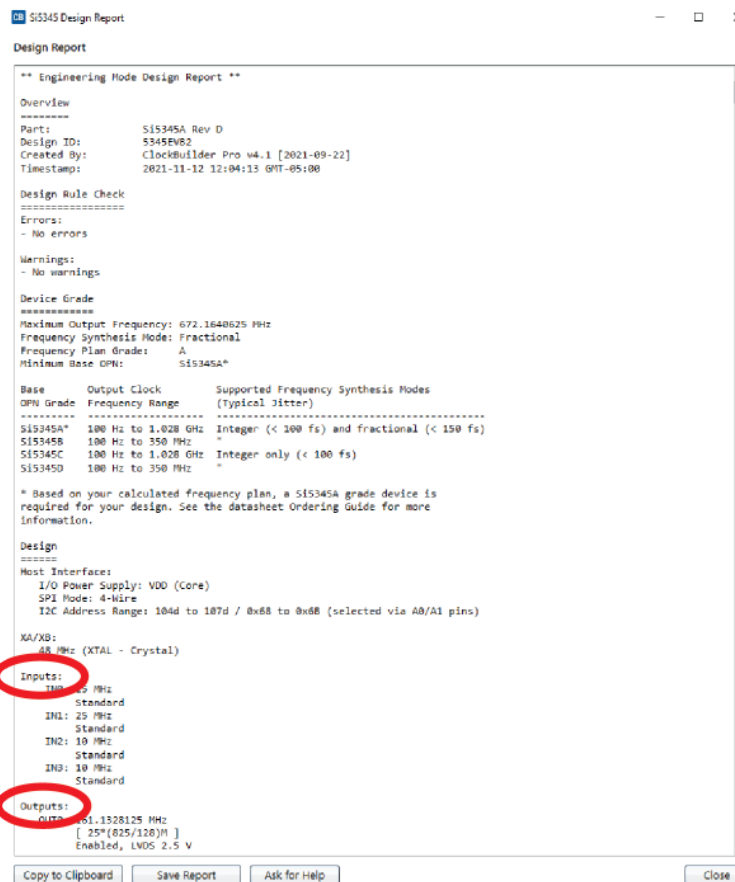 CB Si5345 Design Report
Design Report
** Engineering Mode Design Report **
Overview
========
Part: Si5345A Rev D
Design ID: 5345EVB2
Created By: ClockBuilder Pro v4.1 [2021-09-22]
Timestamp: 2021-11-12 12:04:13 GMT-05:00
Design Rule Check
=================
Errors:
- No errors
Warnings:
- No warnings
Device Grade
============
Maximum Output Frequency: 672.1640625 MHz
Frequency Synthesis Mode: Fractional
Frequency Plan Grade: A
Minimum Base OPN: Si5345A*
Base Output Clock Supported Frequency Synthesis Modes
OPN Grade Frequency Range (Typical Jitter)
--------- ------------------- --------------------------------------------
Si5345A* 100 Hz to 1.028 GHz Integer (< 100 fs) and fractional (< 150 fs)
Si5345B 100 Hz to 350 MHz "
Si5345C 100 Hz to 1.028 GHz Integer only (< 100 fs)
Si5345D 100 Hz to 350 MHz "
* Based on your calculated frequency plan, a Si5345A grade device is
required for your design. See the datasheet Ordering Guide for more
information.
Design
======
Host Interface:
I/O Power Supply: VDD (Core)
SPI Mode: 4-Wire
I2C Address Range: 104d to 107d / 0x68 to 0x6B (selected via A0/A1 pins)
XA/XB:
48 MHz (XTAL - Crystal)
Inputs:
IN0: 25 MHz
Standard
IN1: 25 MHz
Standard
IN2: 10 MHz
Standard
IN3: 10 MHz
Standard
Outputs:
OUT0: 161.1328125 MHz
[ 25*(825/128)M ]
Enabled, LVDS 2.5 V
Copy to Clipboard Save Report Ask for Help Close